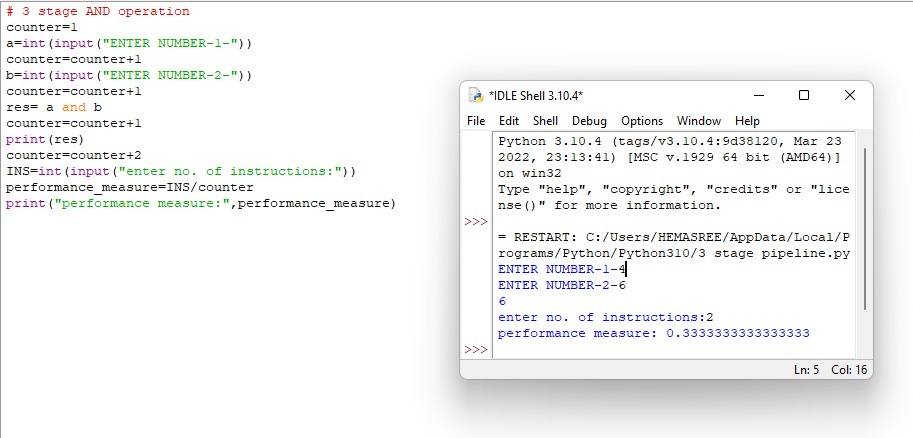 # 3 stage AND operation
counter=1
a=int(input("ENTER NUMBER-1-"))
counter=counter+1
b=int(input("ENTER NUMBER-2-"))
counter=counter+1
res= a and b
counter=counter+1
print(res)
counter=counter+2
INS=int(input("enter no. of instructions:"))
performance_measure=INS/counter
print("performance measure:",performance_measure)
*IDLE Shell 3.10.4*
File Edit Shell Debug Options Window Help
Python 3.10.4 (tags/v3.10.4:9d38120, Mar 23
2022, 23:13:41) [MSC v.1929 64 bit (AMD64)]
on win32
Type "help", "copyright", "credits" or "lice
nse()" for more information.
>>>
= RESTART: C:/Users/HEMASREE/AppData/Local/P
rograms/Python/Python310/3 stage pipeline.py
ENTER NUMBER-1-4
ENTER NUMBER-2-6
6
enter no. of instructions:2
performance measure: 0.3333333333333333
>>>
Ln: 5 Col: 16